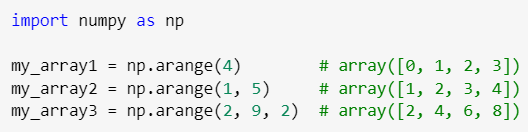 import numpy as np
my_array1 = np.arange(4)        # array([0, 1, 2, 3])
my_array2 = np.arange(1, 5)     # array([1, 2, 3, 4])
my_array3 = np.arange(2, 9, 2)  # array([2, 4, 6, 8])